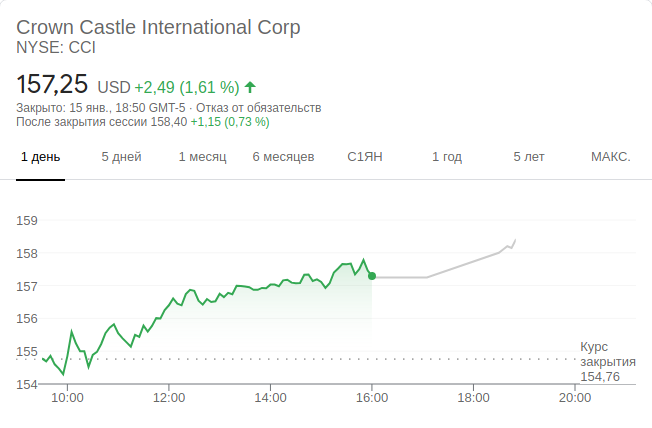 Crown Castle International Corp
NYSE: CCI
157,25 USD +2,49 (1,61 %)
Закрыто: 15 янв., 18:50 GMT-5 · Отказ от обязательств
После закрытия сессии 158,40 +1,15 (0,73 %)
1 день 5 дней 1 месяц 6 месяцев С1ЯН 1 год 5 лет МАКС.
159
158
157
156
155
154
Курс
закрытия
154,76
10:00 12:00 14:00 16:00 18:00 20:00